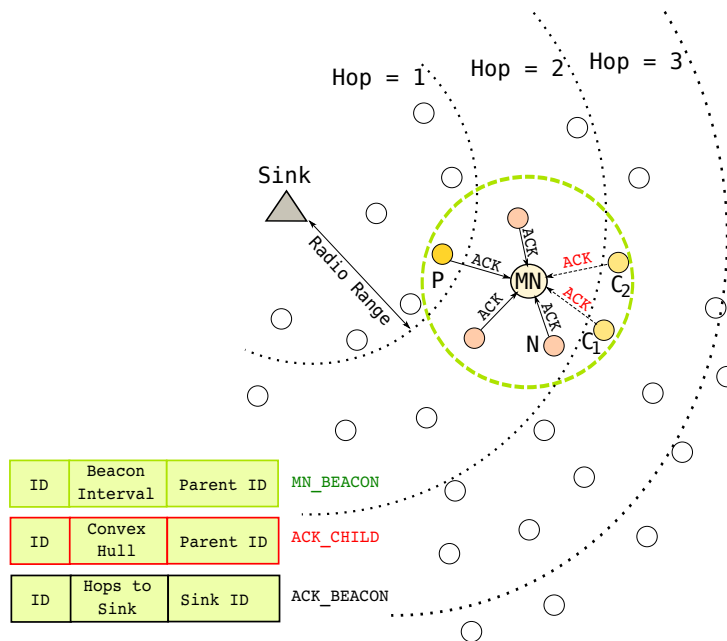 Hop = 1
Hop = 2
Hop = 3
Sink
Radio Range
P
ACK
ACK
ACK
ACK
ACK
ACK
MN
N
C1
C2
ID Beacon Interval Parent ID MN_BEACON
ID Convex Hull Parent ID ACK_CHILD
ID Hops to Sink Sink ID ACK_BEACON